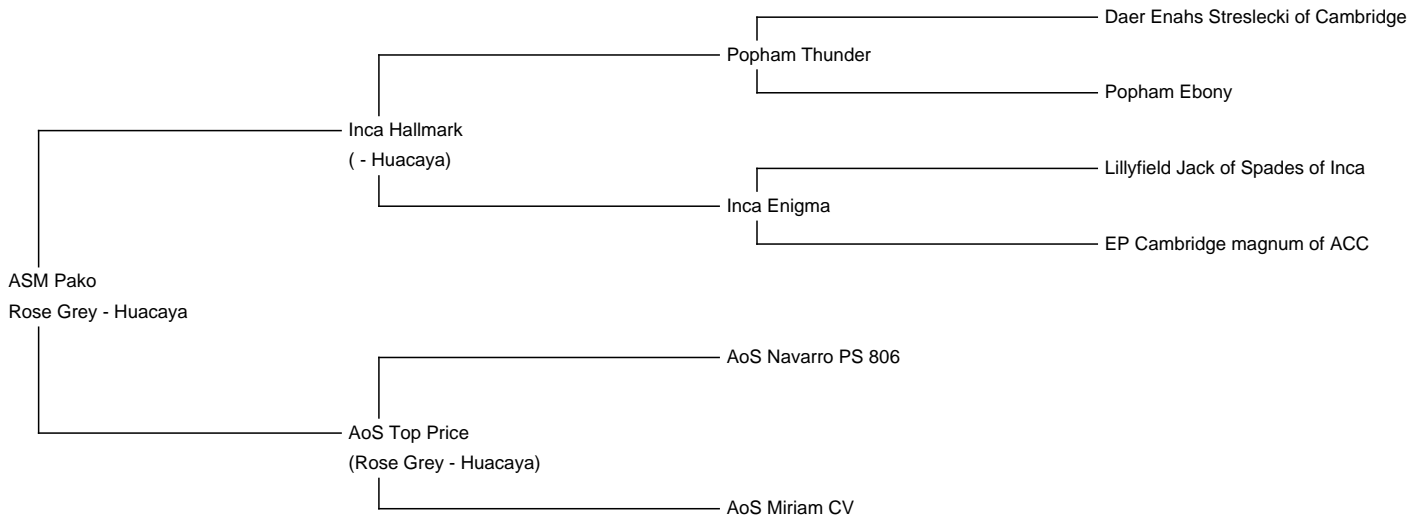 Daer Enahs Streslecki of Cambridge
Popham Thunder
Popham Ebony
Inca Hallmark
( - Huacaya)
Lillyfield Jack of Spades of Inca
Inca Enigma
EP Cambridge magnum of ACC
ASM Pako
Rose Grey - Huacaya
AoS Navarro PS 806
AoS Top Price
(Rose Grey - Huacaya)
AoS Miriam CV